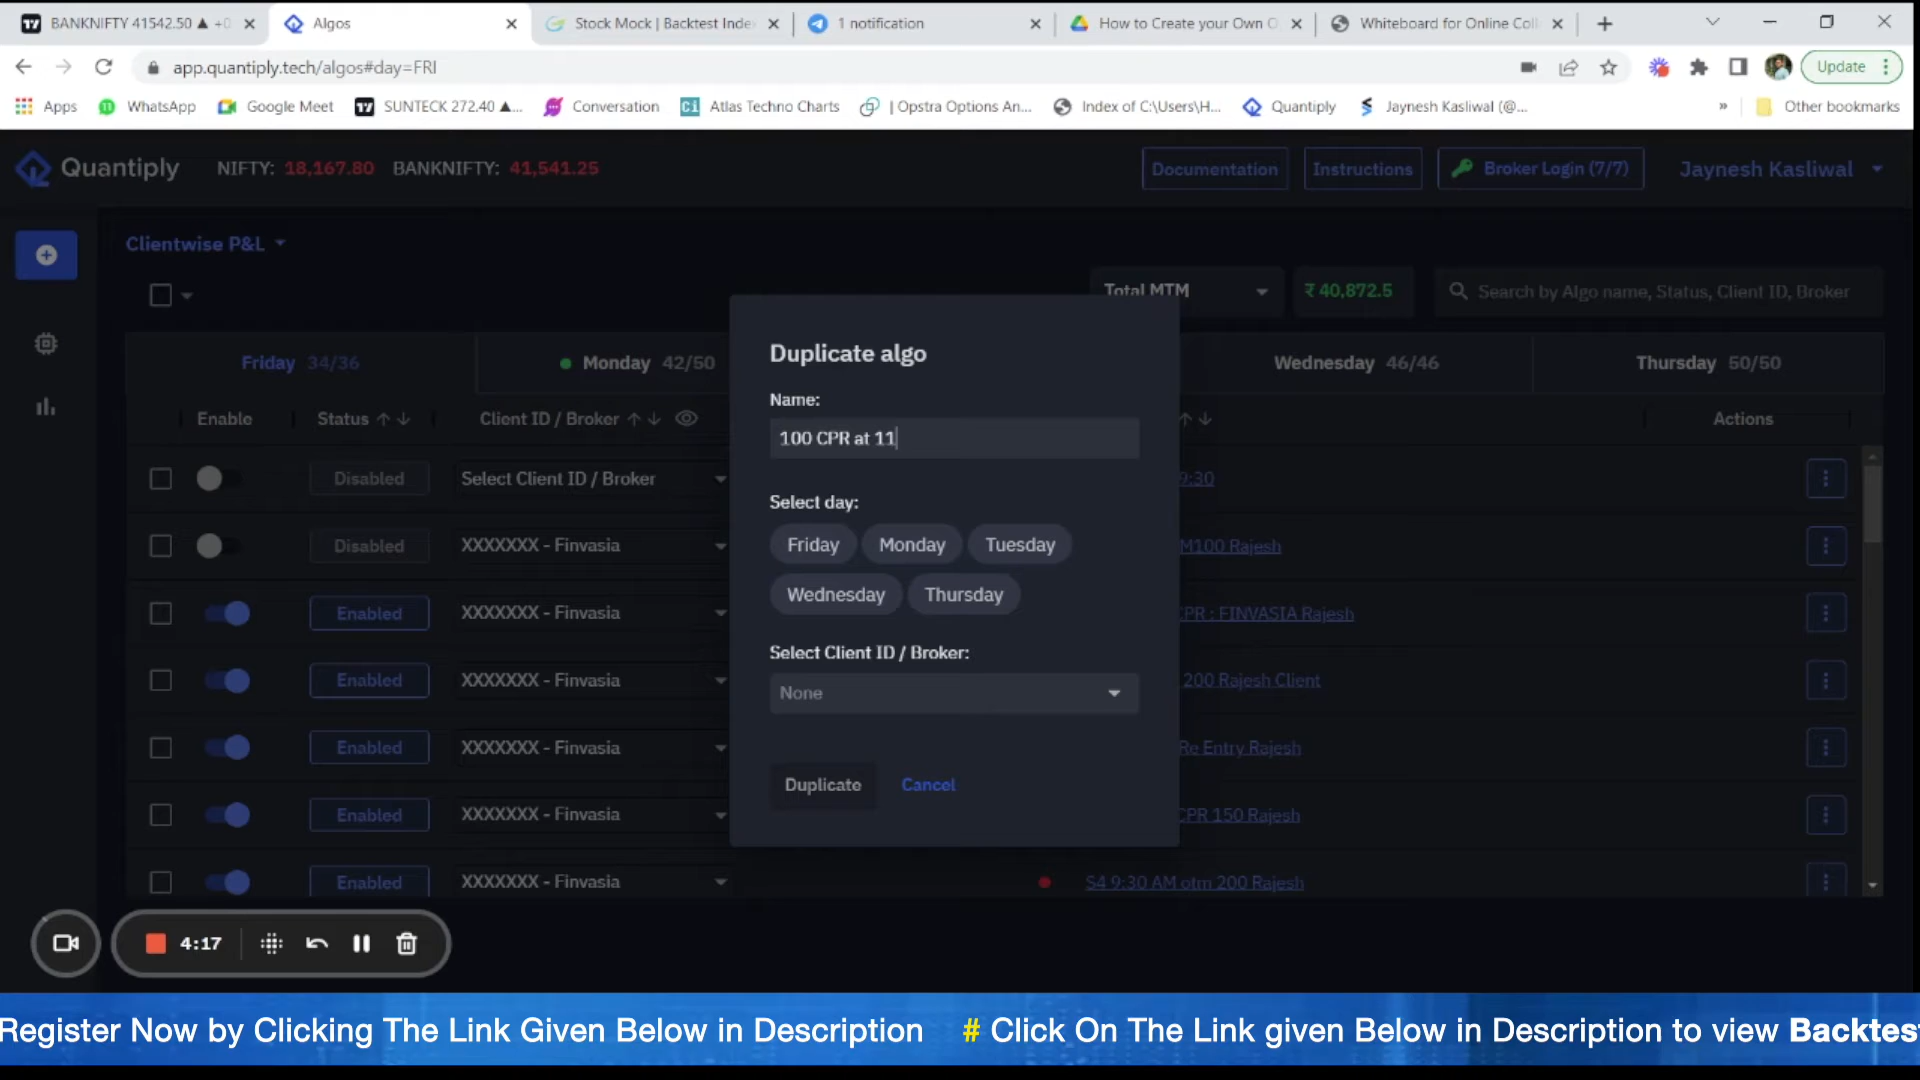 BANKNIFTY 41542.50 ▲ +0
Algos
Stock Mock | Backtest Index
1 notification
How to Create your Own O
Whiteboard for Online Coll
app.quantiply.tech/algos#day=FRI
Update
Apps
WhatsApp
Google Meet
SUNTECK 272.40 ▲...
Conversation
Atlas Techno Charts
| Opstra Options An...
Index of C:\Users\H...
Quantiply
Jaynesh Kasliwal (@...
»
Other bookmarks
Quantiply
NIFTY: 18,167.80 BANKNIFTY: 41,541.25
Documentation
Instructions
Broker Login (7/7)
Jaynesh Kasliwal
Clientwise P&L
Total MTM
₹ 40,872.5
Search by Algo name, Status, Client ID, Broker
Friday 34/36
Monday 42/50
Wednesday 46/46
Thursday 50/50
Enable
Status
Client ID / Broker
Actions
Disabled
Select Client ID / Broker
9:30
Disabled
XXXXXXX - Finvasia
M100 Rajesh
Enabled
XXXXXXX - Finvasia
CPR : FINVASIA Rajesh
Enabled
XXXXXXX - Finvasia
200 Rajesh Client
Enabled
XXXXXXX - Finvasia
Re Entry Rajesh
Enabled
XXXXXXX - Finvasia
CPR 150 Rajesh
Enabled
XXXXXXX - Finvasia
S4 9:30 AM otm 200 Rajesh
Duplicate algo
Name:
100 CPR at 11
Select day:
Friday
Monday
Tuesday
Wednesday
Thursday
Select Client ID / Broker:
None
Duplicate
Cancel
4:17
Register Now by Clicking The Link Given Below in Description # Click On The Link given Below in Description to view Backtes